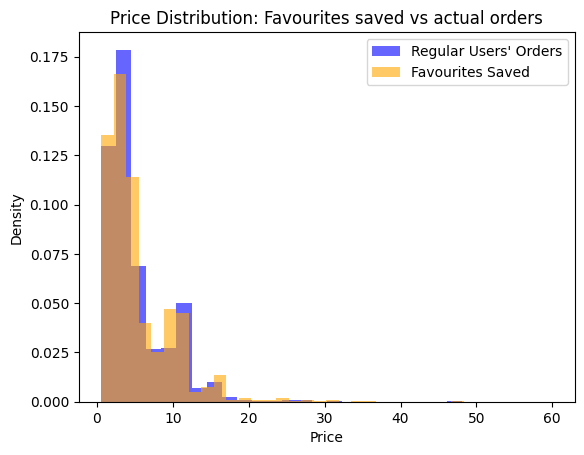 Price Distribution: Favourites saved vs actual orders
Regular Users' Orders
Favourites Saved
Density
0.175
0.150
0.125
0.100
0.075
0.050
0.025
0.000
0 10 20 30 40 50 60
Price